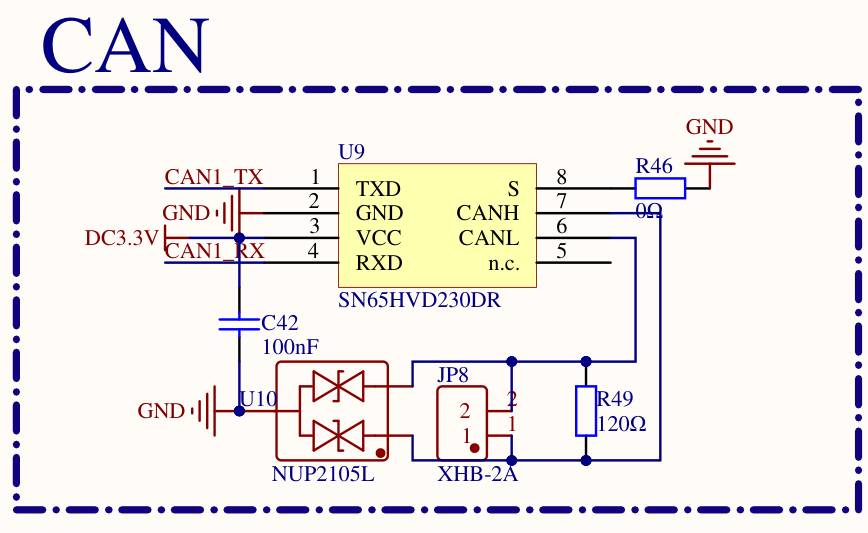 CAN
GND
U9
R46
CAN1_TX
1
TXD
S
8
GND
2
GND
CANH
7
0Ω
DC3.3V
3
VCC
CANL
6
CAN1_RX
4
RXD
n.c.
5
SN65HVD230DR
C42
100nF
JP8
GND
U10
2
2
R49
1
1
120Ω
NUP2105L
XHB-2A